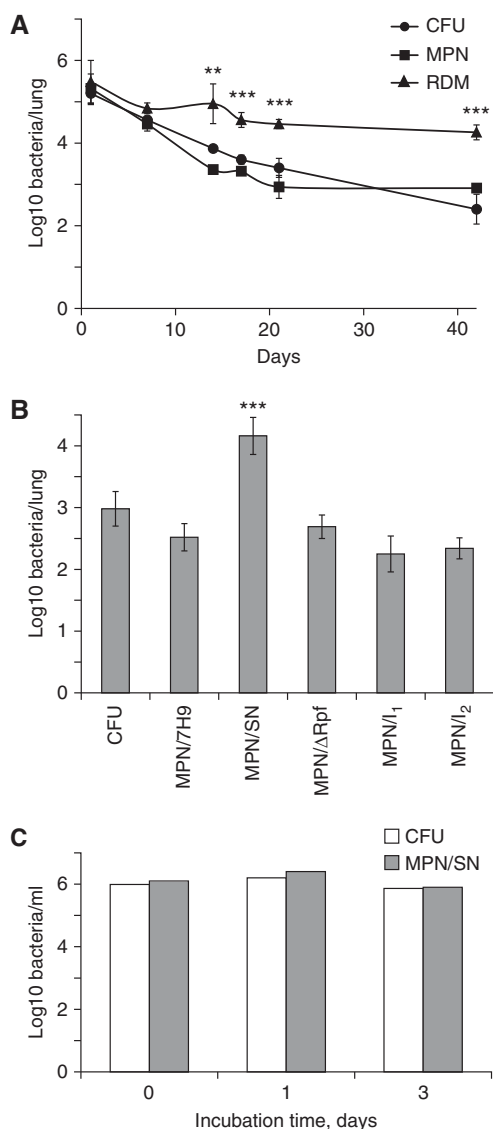 A
CFU
MPN
RDM
** *** *** ***
6
4
2
0
Log10 bacteria/lung
0 10 20 30 40
Days
B
***
4
3
2
1
0
Log10 bacteria/lung
CFU
MPN/7H9
MPN/SN
MPN/ΔRpf
MPN/I1
MPN/I2
C
CFU
MPN/SN
6
4
2
0
Log10 bacteria/ml
0 1 3
Incubation time, days